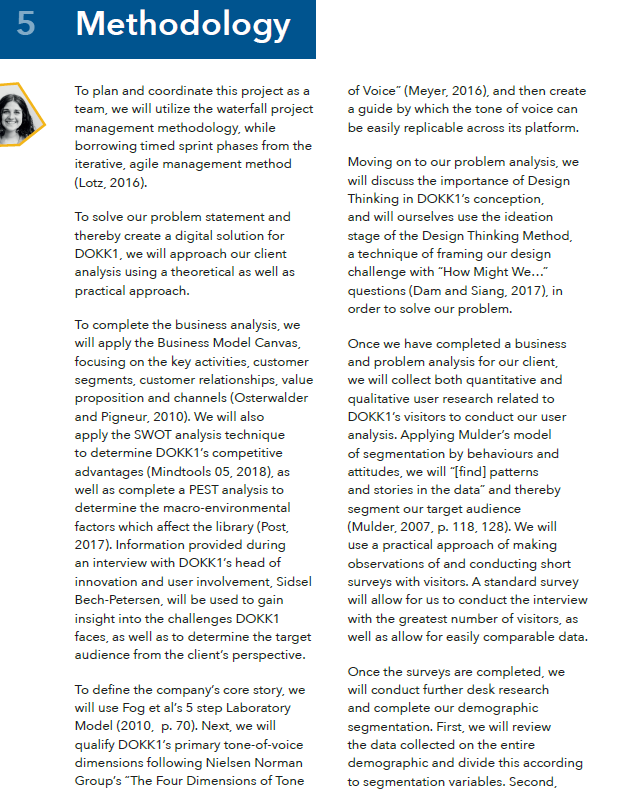 5 Methodology
To plan and coordinate this project as a
team, we will utilize the waterfall project
management methodology, while
borrowing timed sprint phases from the
iterative, agile management method
(Lotz, 2016).
To solve our problem statement and
thereby create a digital solution for
DOKK1, we will approach our client
analysis using a theoretical as well as
practical approach.
To complete the business analysis, we
will apply the Business Model Canvas,
focusing on the key activities, customer
segments, customer relationships, value
proposition and channels (Osterwalder
and Pigneur, 2010). We will also
apply the SWOT analysis technique
to determine DOKK1's competitive
advantages (Mindtools 05, 2018), as
well as complete a PEST analysis to
determine the macro-environmental
factors which affect the library (Post,
2017). Information provided during
an interview with DOKK1's head of
innovation and user involvement, Sidsel
Bech-Petersen, will be used to gain
insight into the challenges DOKK1
faces, as well as to determine the target
audience from the client's perspective.
To define the company's core story, we
will use Fog et al's 5 step Laboratory
Model (2010, p. 70). Next, we will
qualify DOKK1's primary tone-of-voice
dimensions following Nielsen Norman
Group's "The Four Dimensions of Tone
of Voice" (Meyer, 2016), and then create
a guide by which the tone of voice can
be easily replicable across its platform.
Moving on to our problem analysis, we
will discuss the importance of Design
Thinking in DOKK1's conception,
and will ourselves use the ideation
stage of the Design Thinking Method,
a technique of framing our design
challenge with "How Might We…"
questions (Dam and Siang, 2017), in
order to solve our problem.
Once we have completed a business
and problem analysis for our client,
we will collect both quantitative and
qualitative user research related to
DOKK1's visitors to conduct our user
analysis. Applying Mulder's model
of segmentation by behaviours and
attitudes, we will "[find] patterns
and stories in the data" and thereby
segment our target audience
(Mulder, 2007, p. 118, 128). We will
use a practical approach of making
observations of and conducting short
surveys with visitors. A standard survey
will allow for us to conduct the interview
with the greatest number of visitors, as
well as allow for easily comparable data.
Once the surveys are completed, we
will conduct further desk research
and complete our demographic
segmentation. First, we will review
the data collected on the entire
demographic and divide this according
to segmentation variables. Second,